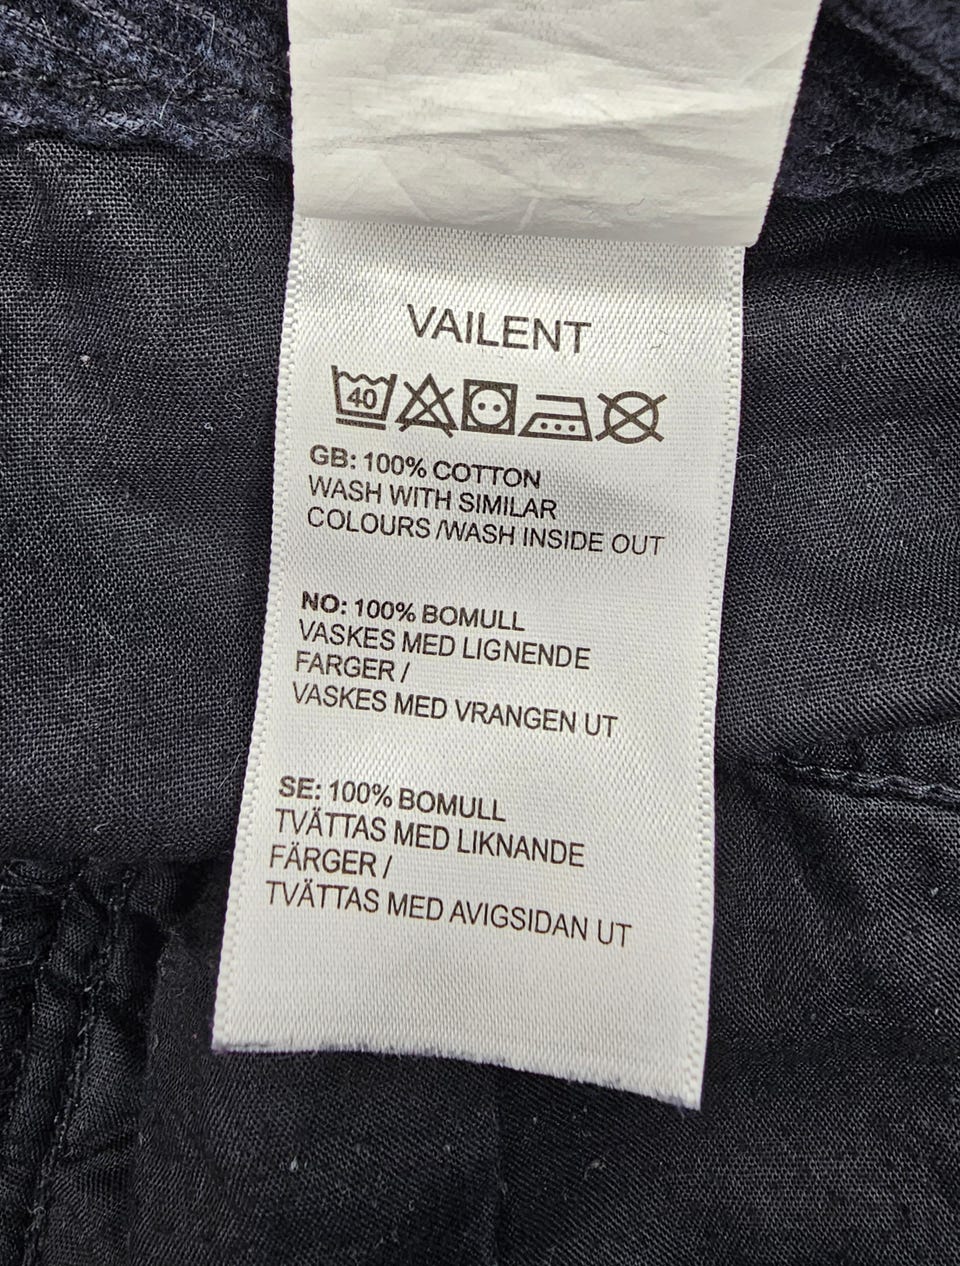 VAILENT
40
GB: 100% COTTON
WASH WITH SIMILAR
COLOURS /WASH INSIDE OUT
NO: 100% BOMULL
VASKES MED LIGNENDE
FARGER /
VASKES MED VRANGEN UT
SE: 100% BOMULL
TVÄTTAS MED LIKNANDE
FÄRGER /
TVÄTTAS MED AVIGSIDAN UT